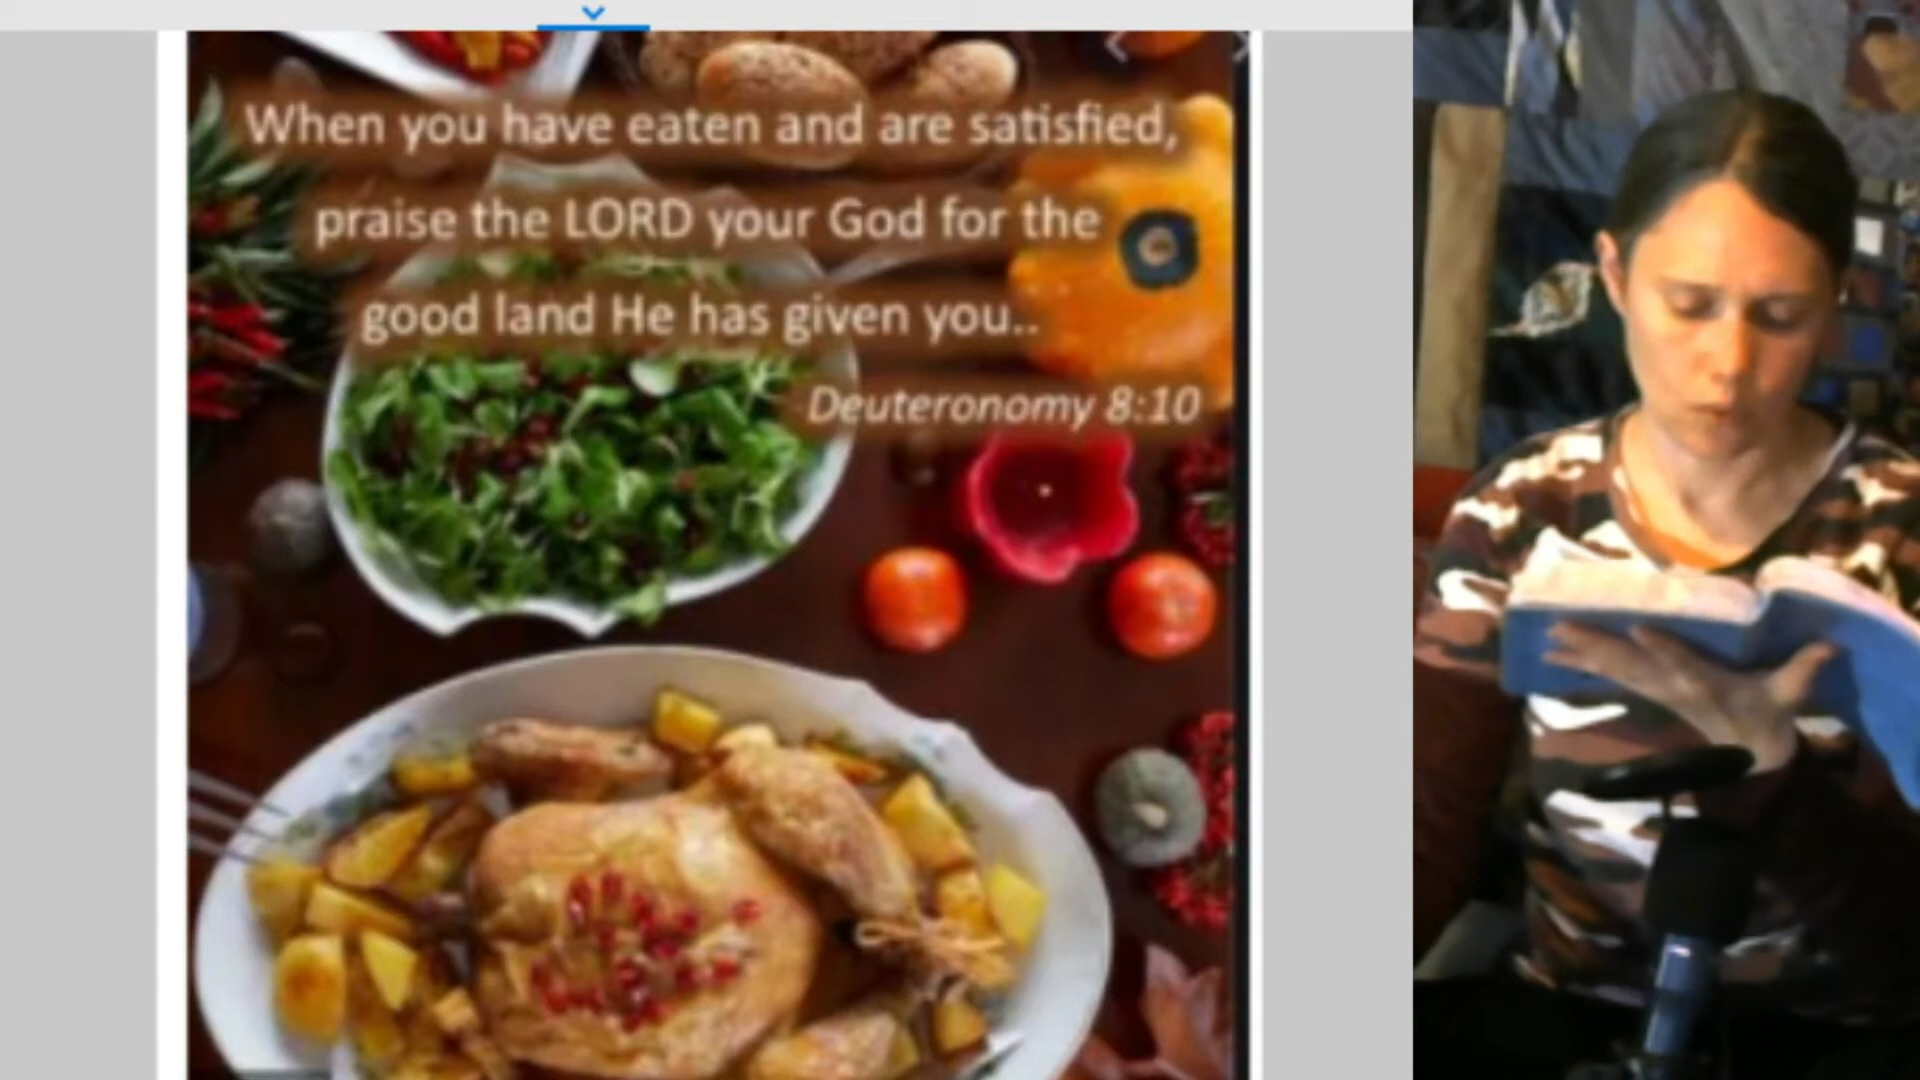 When you have eaten and are satisfied,
praise the LORD your God for the
good land He has given you..
Deuteronomy 8:10